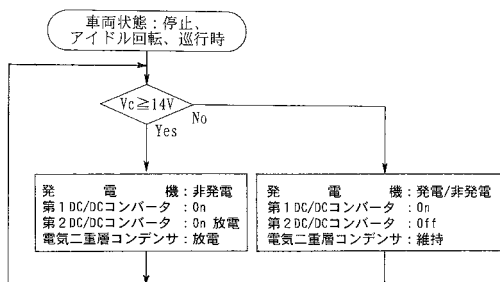 車両状態：停止、
アイドル回転、巡行時
Vc≧14V
No
Yes
発電機：非発電
第1DC/DCコンバータ：On
第2DC/DCコンバータ：On 放電
電気二重層コンデンサ：放電
発電機：発電/非発電
第1DC/DCコンバータ：On
第2DC/DCコンバータ：Off
電気二重層コンデンサ：維持